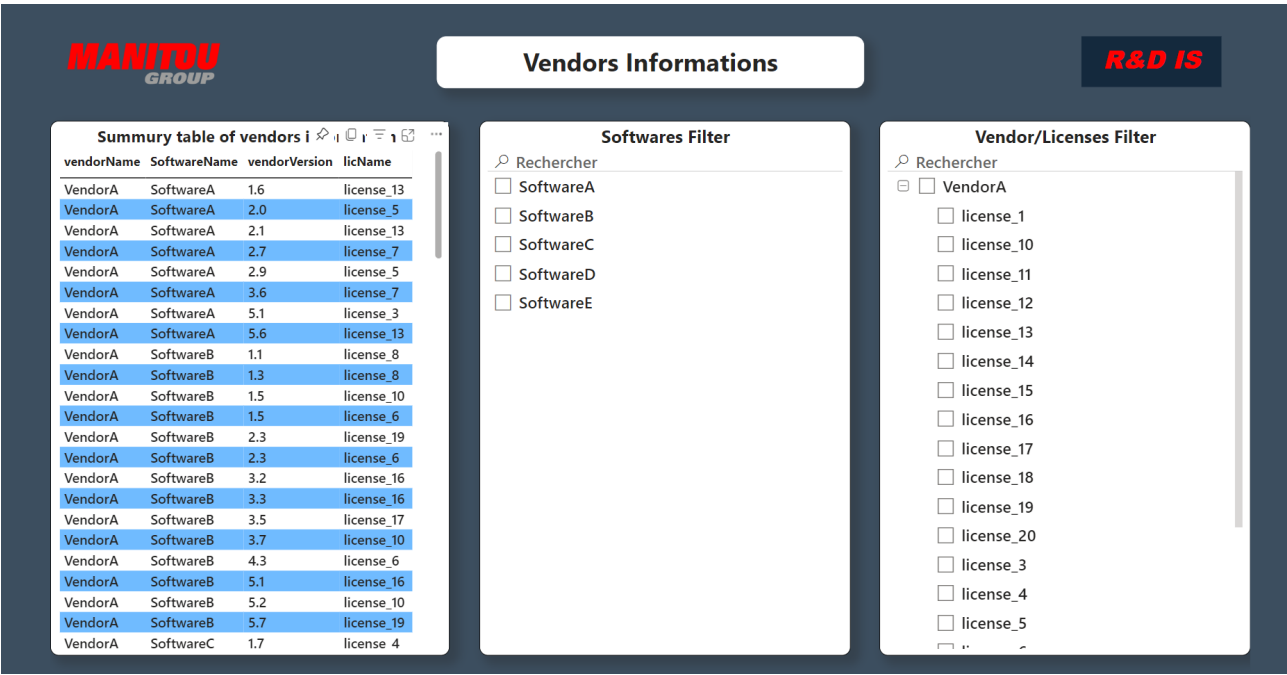 MANITOU
GROUP
Vendors Informations
R&D IS
Summury table of vendors
vendorName SoftwareName vendorVersion licName
VendorA SoftwareA 1.6 license_13
VendorA SoftwareA 2.0 license_5
VendorA SoftwareA 2.1 license_13
VendorA SoftwareA 2.7 license_7
VendorA SoftwareA 2.9 license_5
VendorA SoftwareA 3.6 license_7
VendorA SoftwareA 5.1 license_3
VendorA SoftwareA 5.6 license_13
VendorA SoftwareB 1.1 license_8
VendorA SoftwareB 1.3 license_8
VendorA SoftwareB 1.5 license_10
VendorA SoftwareB 1.5 license_6
VendorA SoftwareB 2.3 license_19
VendorA SoftwareB 2.3 license_6
VendorA SoftwareB 3.2 license_16
VendorA SoftwareB 3.3 license_16
VendorA SoftwareB 3.5 license_17
VendorA SoftwareB 3.7 license_10
VendorA SoftwareB 4.3 license_6
VendorA SoftwareB 5.1 license_16
VendorA SoftwareB 5.2 license_10
VendorA SoftwareB 5.7 license_19
VendorA SoftwareC 1.7 license_4
Softwares Filter
Rechercher
SoftwareA
SoftwareB
SoftwareC
SoftwareD
SoftwareE
Vendor/Licenses Filter
Rechercher
VendorA
license_1
license_10
license_11
license_12
license_13
license_14
license_15
license_16
license_17
license_18
license_19
license_20
license_3
license_4
license_5